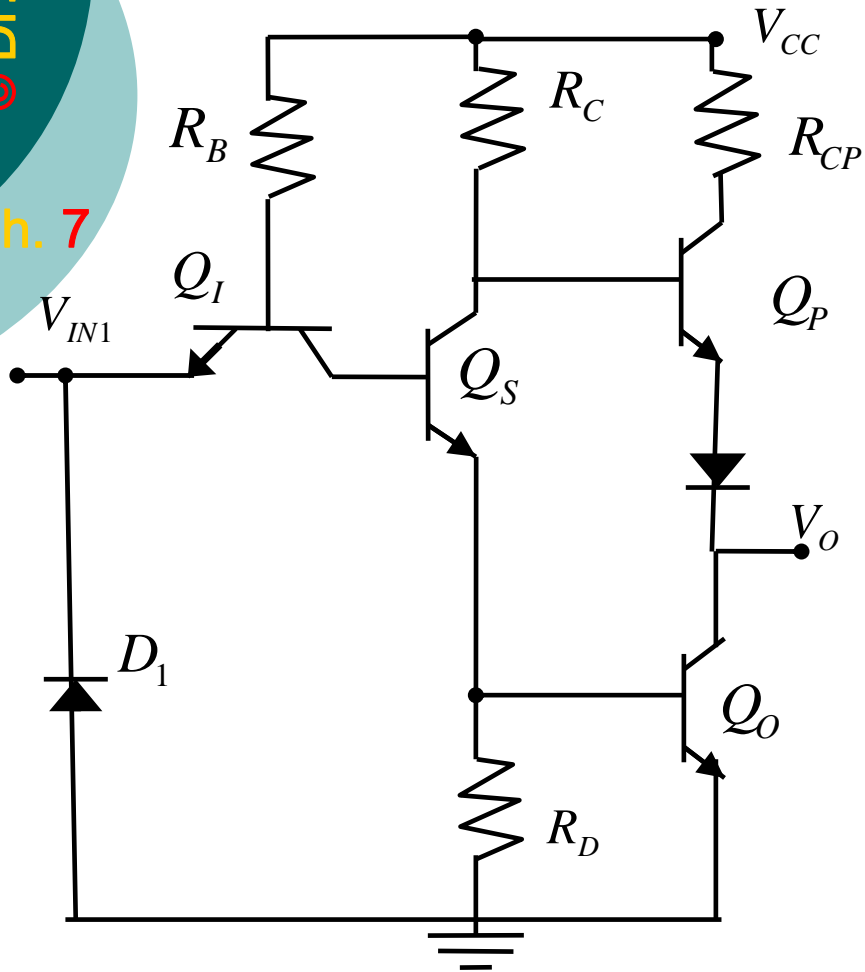 V_CC
R_C
R_B
R_CP
h. 7
Q_I
Q_P
V_IN1
Q_S
V_O
D_1
Q_O
R_D